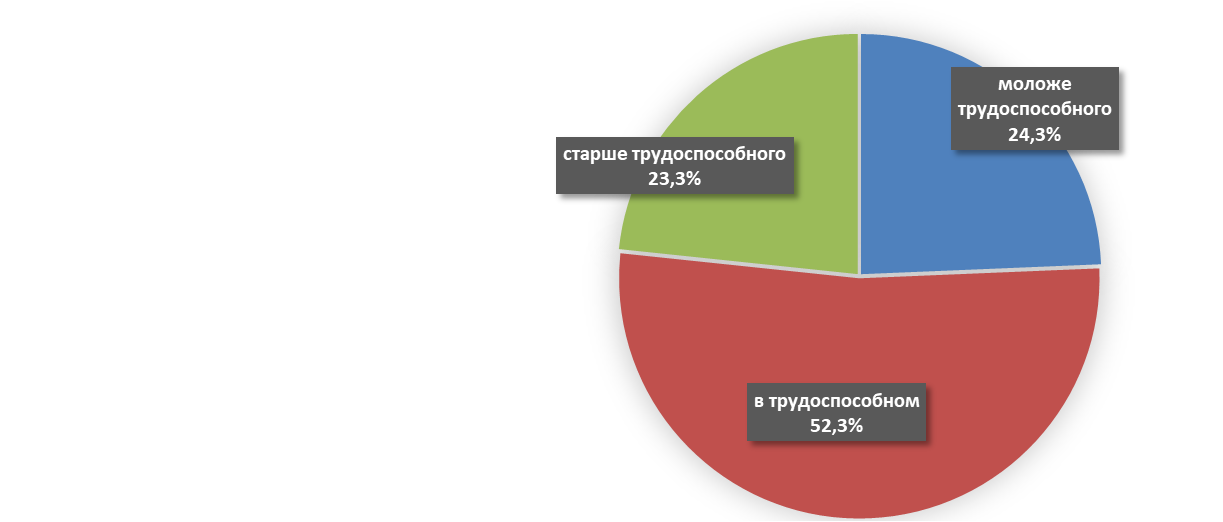 моложе
трудоспособного
24,3%
старше трудоспособного
23,3%
в трудоспособном
52,3%